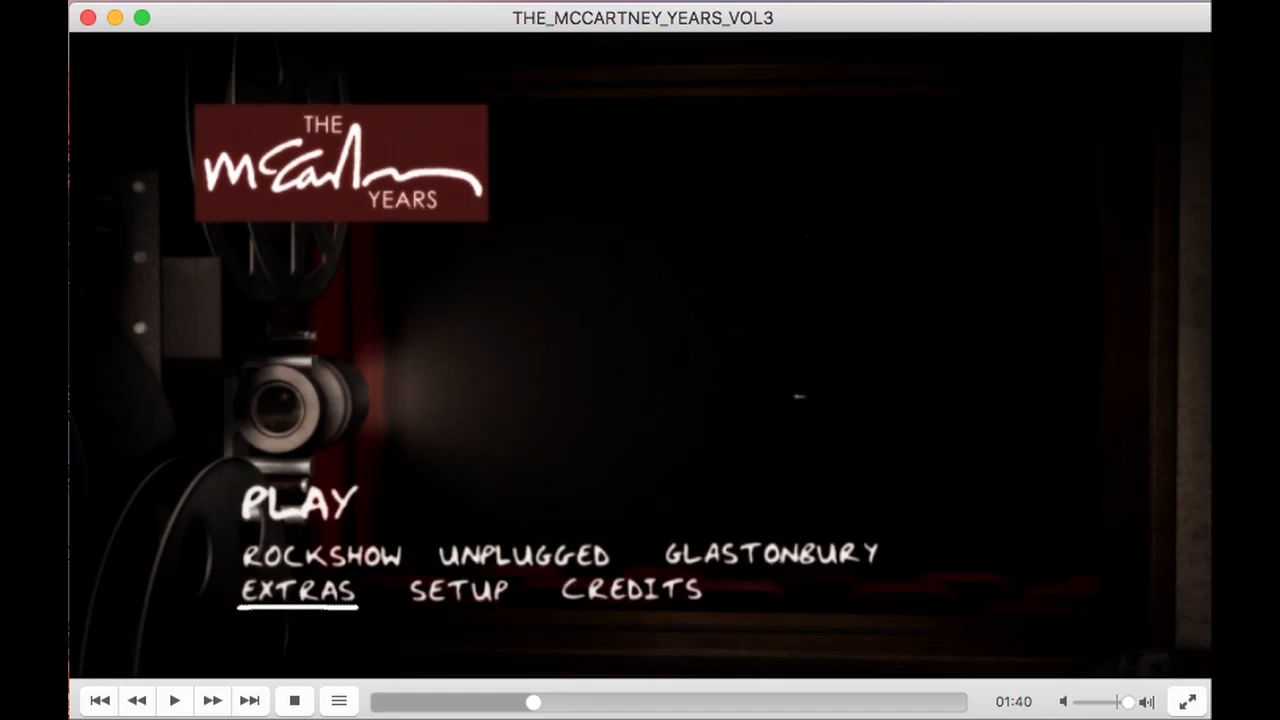 THE_MCCARTNEY_YEARS_VOL3
THE
McCartney
YEARS
PLAY
ROCKSHOW UNPLUGGED GLASTONBURY
EXTRAS SETUP CREDITS
01:40